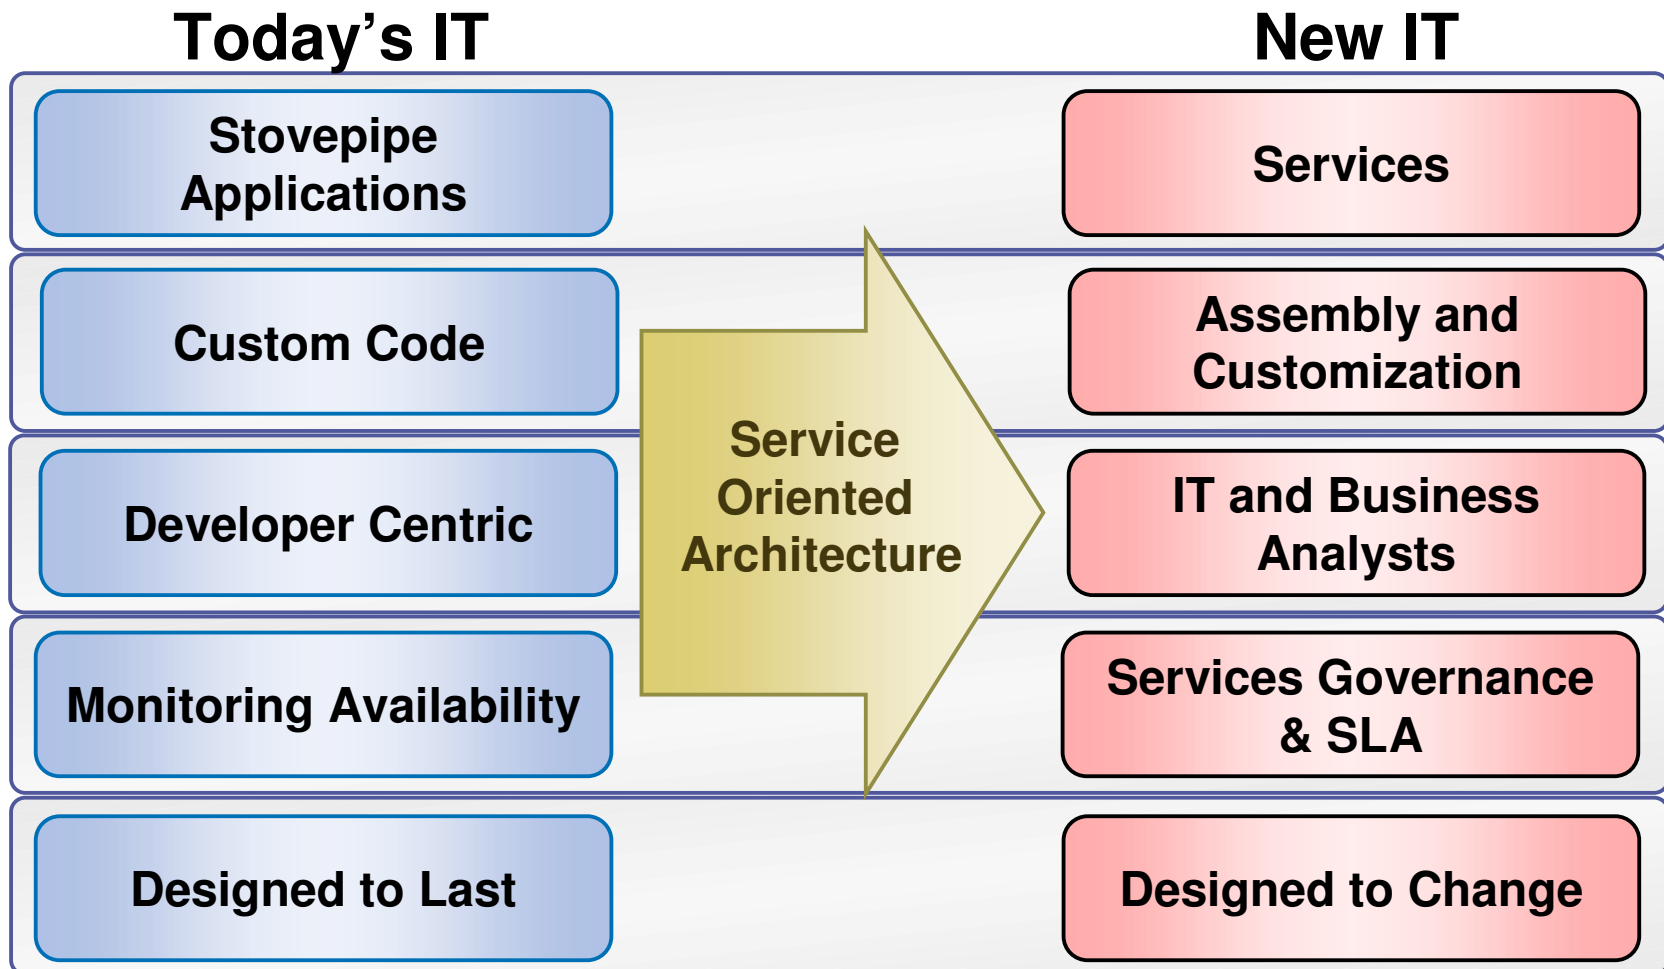 Today’s IT
New IT
Stovepipe
Applications
Services
Custom Code
Assembly and
Customization
Service
Oriented
Architecture
Developer Centric
IT and Business
Analysts
Monitoring Availability
Services Governance
& SLA
Designed to Last
Designed to Change